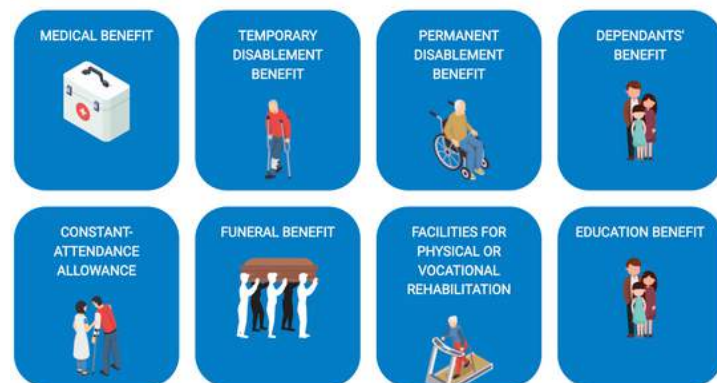 MEDICAL BENEFIT
TEMPORARY
DISABLEMENT
BENEFIT
PERMANENT
DISABLEMENT
BENEFIT
DEPENDANTS'
BENEFIT
CONSTANT-
ATTENDANCE
ALLOWANCE
FUNERAL BENEFIT
FACILITIES FOR
PHYSICAL OR
VOCATIONAL
REHABILITATION
EDUCATION BENEFIT